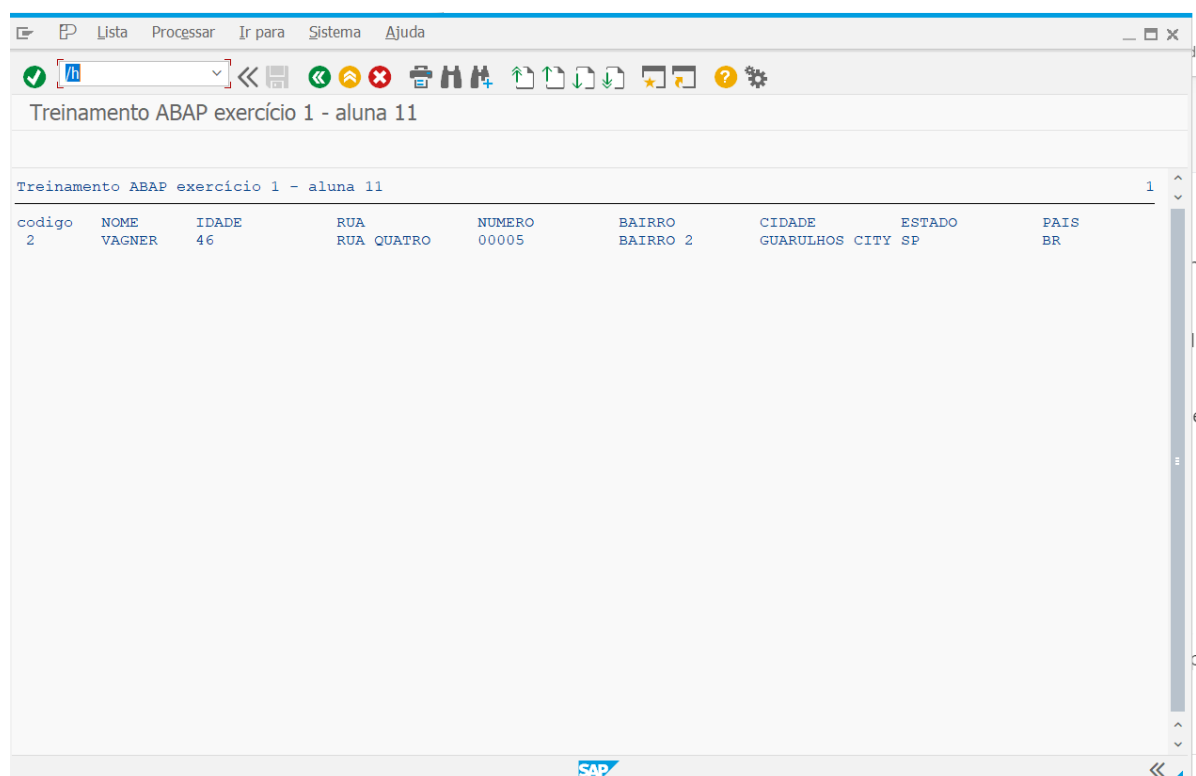 Lista Processar Ir para Sistema Ajuda
/h
Treinamento ABAP exercício 1 - aluna 11
Treinamento ABAP exercício 1 - aluna 11 1
codigo NOME IDADE RUA NUMERO BAIRRO CIDADE ESTADO PAIS
2 VAGNER 46 RUA QUATRO 00005 BAIRRO 2 GUARULHOS CITY SP BR
SAP